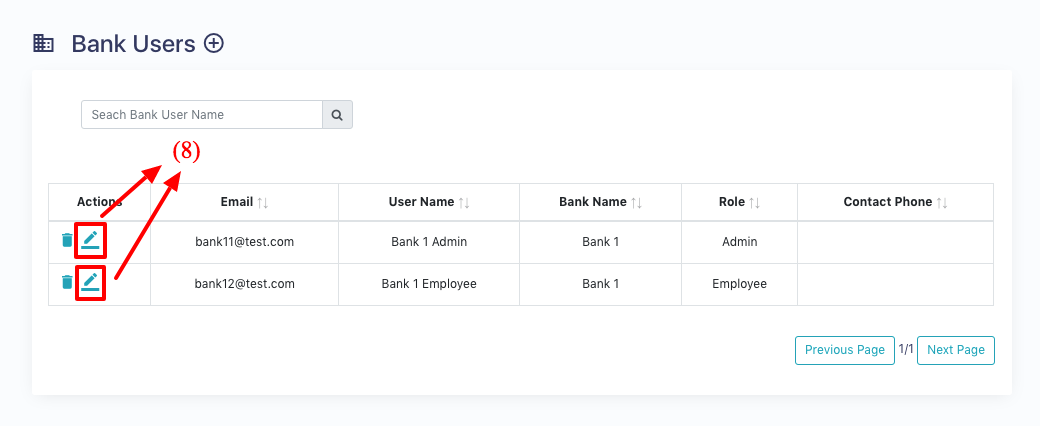 Bank Users
Seach Bank User Name
(8)
Actions Email User Name Bank Name Role Contact Phone
bank11@test.com Bank 1 Admin Bank 1 Admin
bank12@test.com Bank 1 Employee Bank 1 Employee
Previous Page 1/1 Next Page